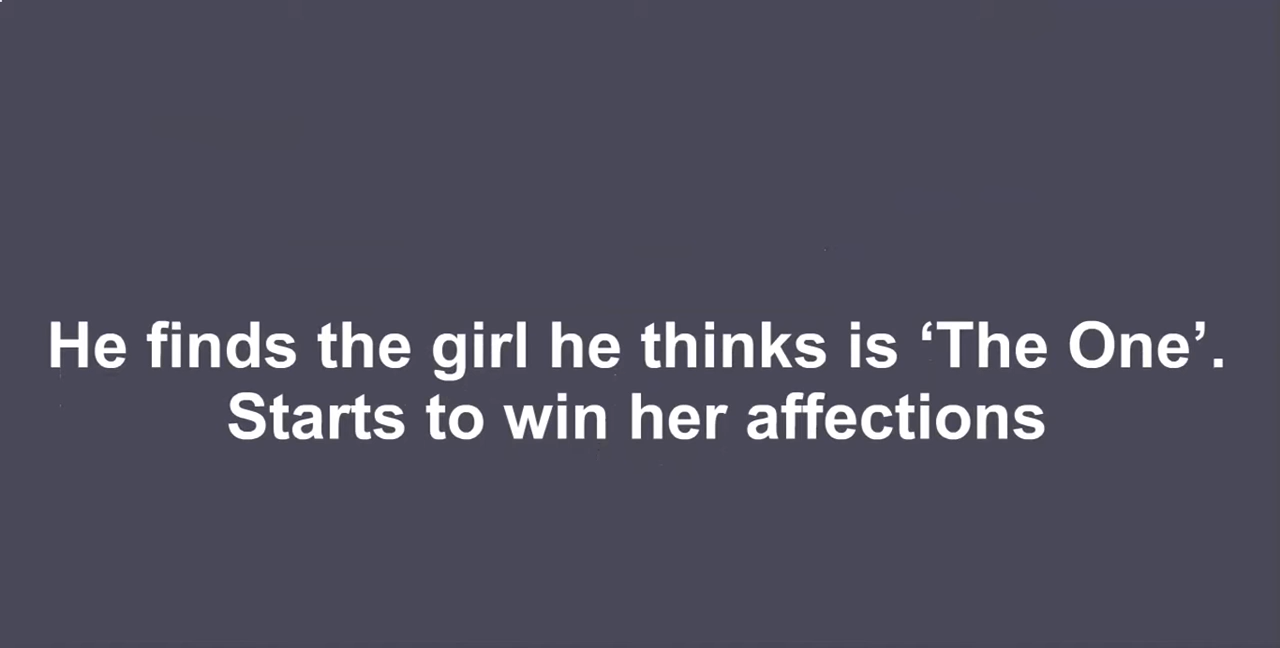 He finds the girl he thinks is ‘The One’.
Starts to win her affections